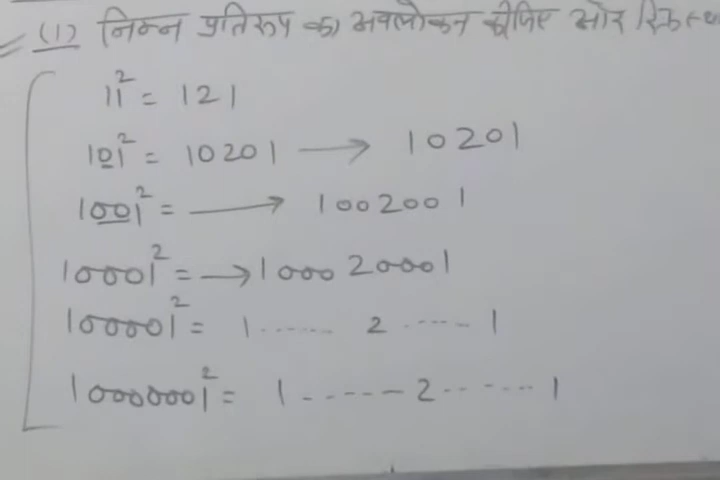 (1) निम्न प्रतिरूप का अवलोकन कीजिए और रिक्त
11² = 121
101² = 10201 → 10201
1001² = → 1002001
10001² = → 100020001
100001² = 1 ...... 2 ...... 1
1000001² = 1 ...... 2 ...... 1